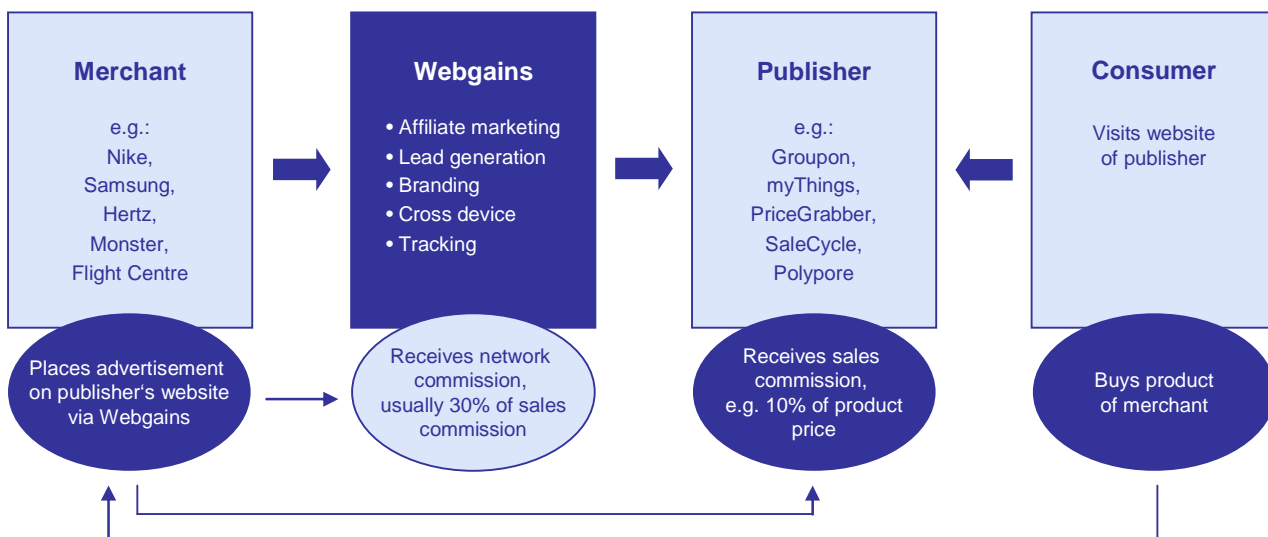 Merchant
e.g.:
Nike,
Samsung,
Hertz,
Monster,
Flight Centre
Places advertisement
on publisher‘s website
via Webgains
Webgains
• Affiliate marketing
• Lead generation
• Branding
• Cross device
• Tracking
Receives network
commission,
usually 30% of sales
commission
Publisher
e.g.:
Groupon,
myThings,
PriceGrabber,
SaleCycle,
Polypore
Receives sales
commission,
e.g. 10% of product
price
Consumer
Visits website
of publisher
Buys product
of merchant